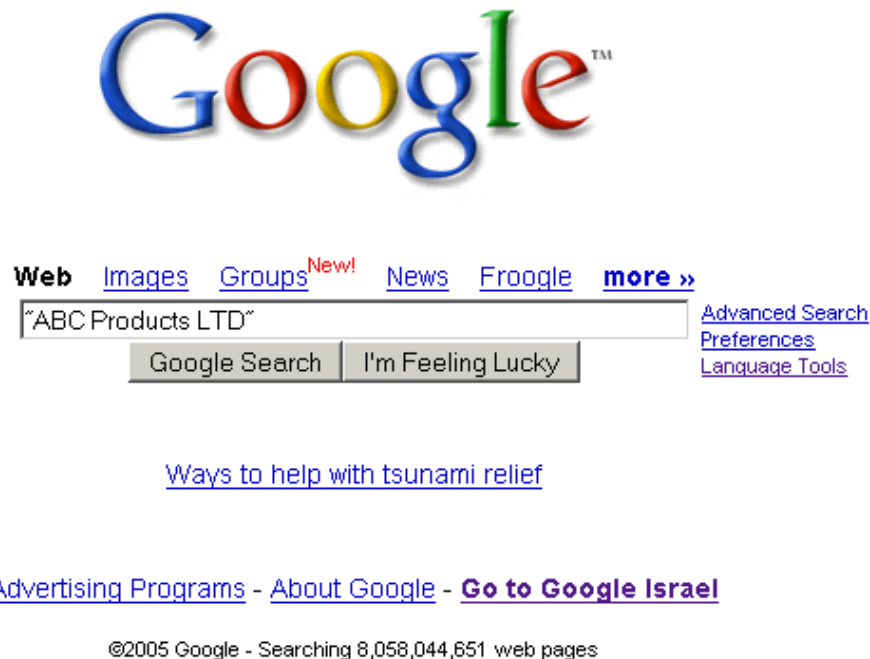 Google™
Web Images Groups New! News Froogle more »
˝ABC Products LTD˝
Advanced Search
Preferences
Language Tools
Google Search I'm Feeling Lucky
Ways to help with tsunami relief
Advertising Programs - About Google - Go to Google Israel
©2005 Google - Searching 8,058,044,651 web pages